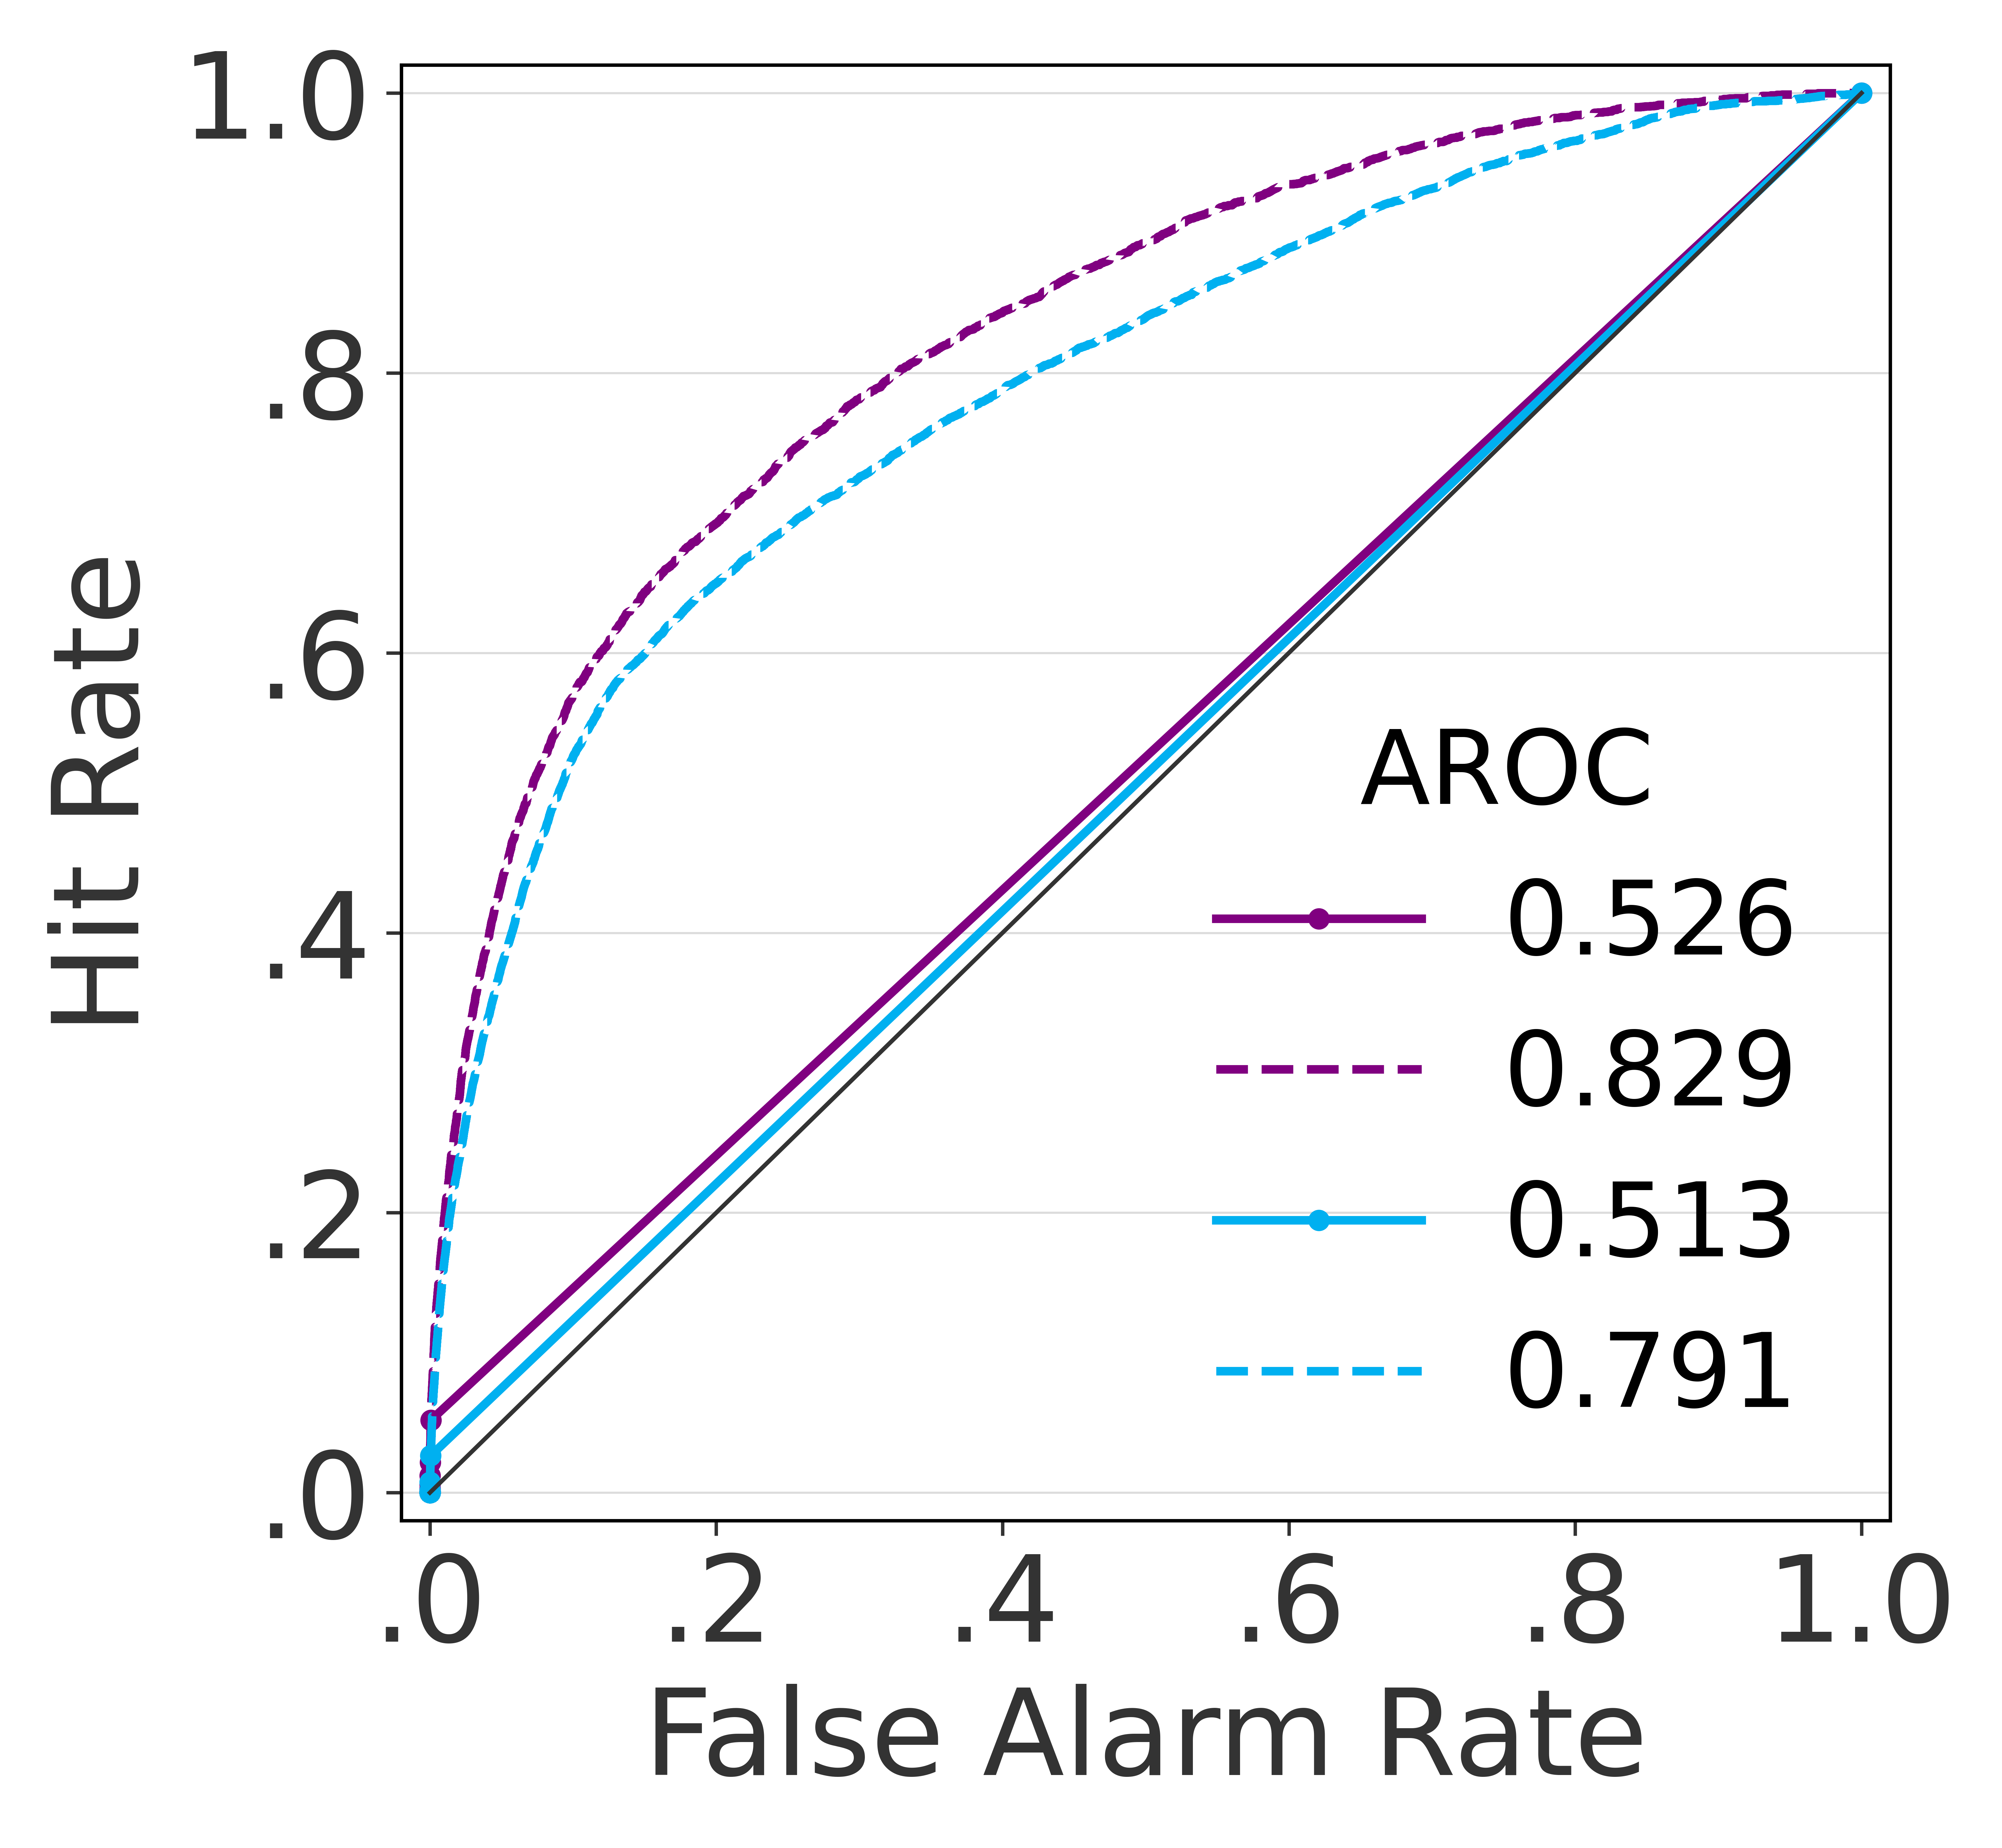 1.0
.8
.6
.4
.2
.0
Hit Rate
AROC
0.526
0.829
0.513
0.791
.0 .2 .4 .6 .8 1.0
False Alarm Rate